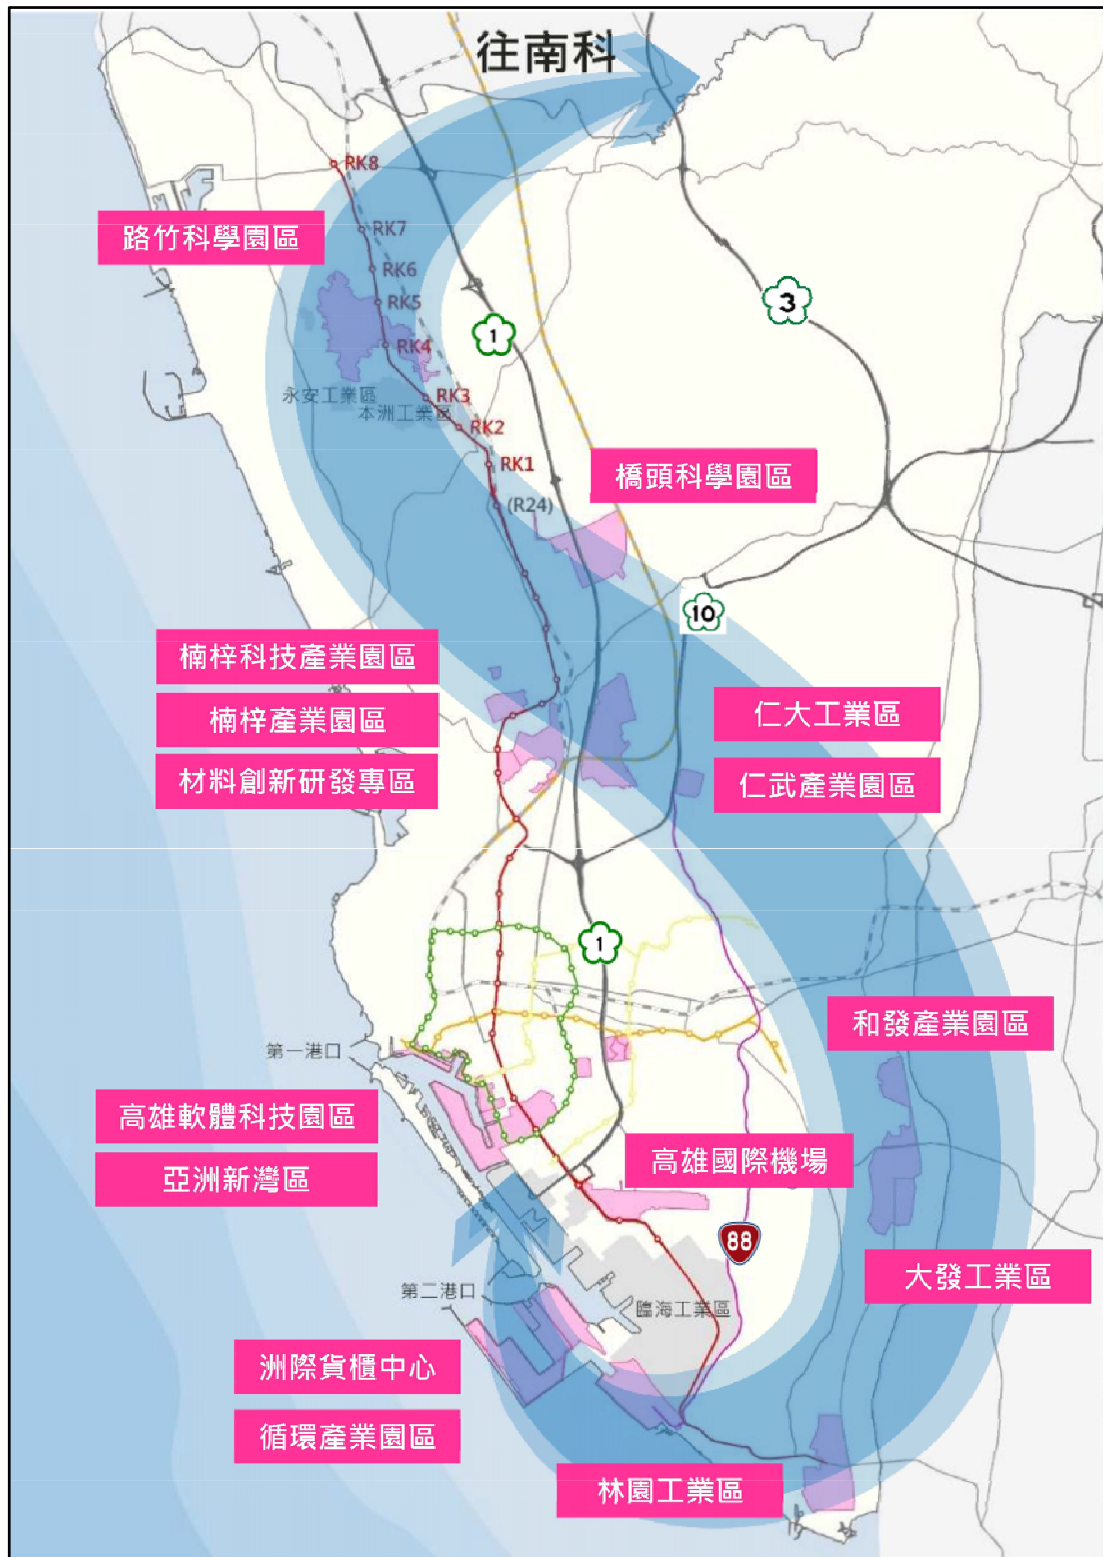 往南科
RK8
路竹科學園區
RK7
RK6
RK5
3
1
RK4
永安工業區
RK3
本洲工業區
RK2
橋頭科學園區
RK1
(R24)
10
楠梓科技產業園區
楠梓產業園區
材料創新研發專區
仁大工業區
仁武產業園區
1
和發產業園區
第一港口
高雄軟體科技園區
亞洲新灣區
高雄國際機場
88
大發工業區
第二港口
臨海工業區
洲際貨櫃中心
循環產業園區
林園工業區